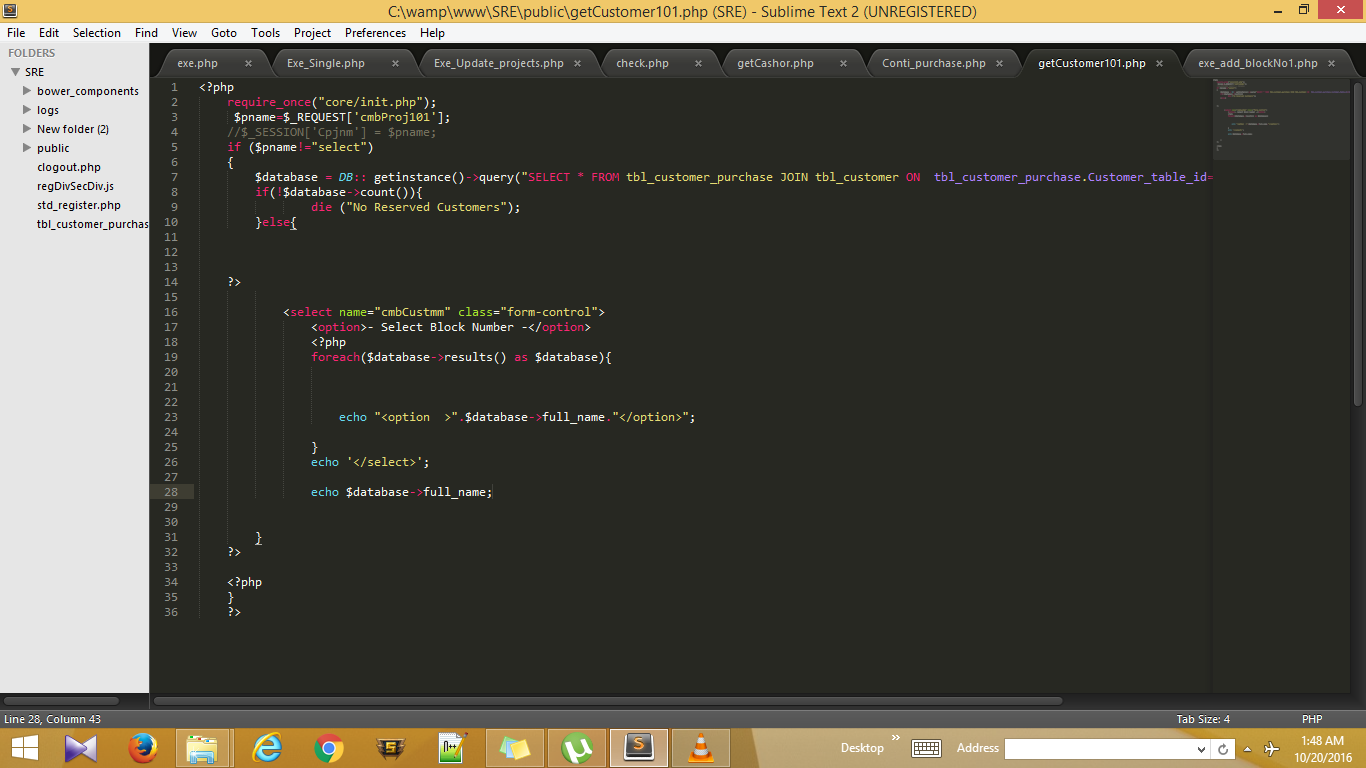 C:\wamp\www\SRE\public\getCustomer101.php (SRE) - Sublime Text 2 (UNREGISTERED)
File Edit Selection Find View Goto Tools Project Preferences Help
FOLDERS
SRE
bower_components
logs
New folder (2)
public
clogout.php
regDivSecDiv.js
std_register.php
tbl_customer_purchas
exe.php × Exe_Single.php × Exe_Update_projects.php × check.php × getCashor.php × Conti_purchase.php × getCustomer101.php × exe_add_blockNo1.php ×
1 <?php
2 require_once("core/init.php");
3 $pname=$_REQUEST['cmbProj101'];
4 //$_SESSION['Cpjnm'] = $pname;
5 if ($pname!="select")
6 {
7 $database = DB:: getinstance()->query("SELECT * FROM tbl_customer_purchase JOIN tbl_customer ON  tbl_customer_purchase.Customer_table_id=
8 if(!$database->count()){
9 die ("No Reserved Customers");
10 }else{
11
12
13
14 ?>
15
16 <select name="cmbCustmm" class="form-control">
17 <option>- Select Block Number -</option>
18 <?php
19 foreach($database->results() as $database){
20
21
22
23 echo "<option  >".$database->full_name."</option>";
24
25 }
26 echo '</select>';
27
28 echo $database->full_name;
29
30
31 }
32 ?>
33
34 <?php
35 }
36 ?>
Line 28, Column 43 Tab Size: 4 PHP
Desktop » Address 1:48 AM
10/20/2016